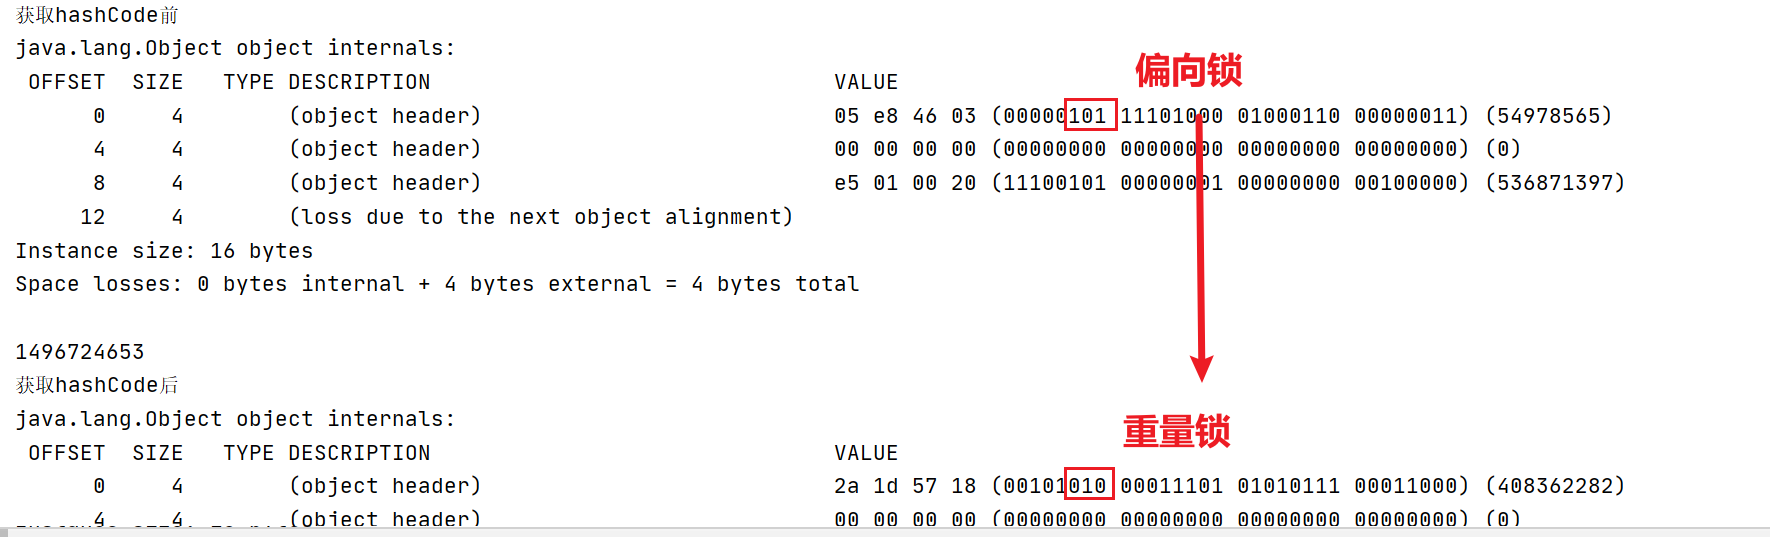 获取hashCode前
java.lang.Object object internals:
偏向锁
OFFSET SIZE TYPE DESCRIPTION VALUE
0 4 (object header) 05 e8 46 03 (00000101 11101000 01000110 00000011) (54978565)
4 4 (object header) 00 00 00 00 (00000000 00000000 00000000 00000000) (0)
8 4 (object header) e5 01 00 20 (11100101 00000001 00000000 00100000) (536871397)
12 4 (loss due to the next object alignment)
Instance size: 16 bytes
Space losses: 0 bytes internal + 4 bytes external = 4 bytes total
1496724653
获取hashCode后
java.lang.Object object internals:
重量锁
OFFSET SIZE TYPE DESCRIPTION VALUE
0 4 (object header) 2a 1d 57 18 (00101010 00011101 01010111 00011000) (408362282)
4 4 (object header) 00 00 00 00 (00000000 00000000 00000000 00000000) (0)